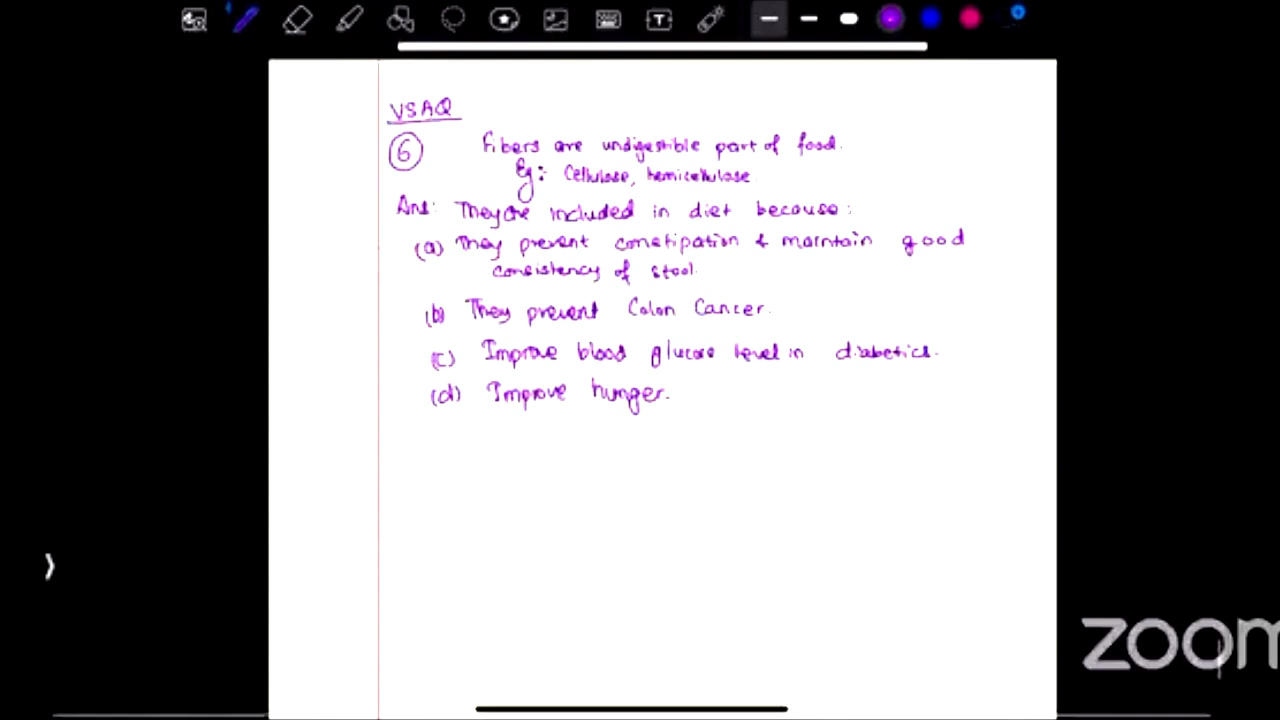 VSAQ
6 Fibers are undigestible part of food.
Eg: Cellulose, hemicellulose
Ans: They are included in diet because:
(a) They prevent constipation & maintain good
consistency of stool.
(b) They prevent Colon Cancer.
(c) Improve blood glucose level in diabetics.
(d) Improve hunger.
zoom